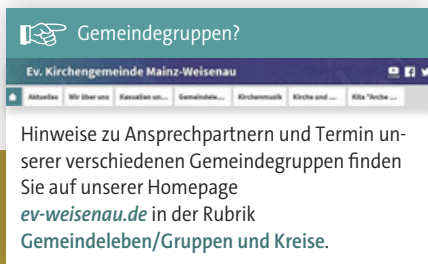 Gemeindegruppen?
Ev. Kirchengemeinde Mainz-Weisenau
Aktuelles Wir über uns Kasualien un... Gemeindele... Kirchenmusik Kirche und ... Kita "Arche ...
Hinweise zu Ansprechpartnern und Termin un-
serer verschiedenen Gemeindegruppen finden
Sie auf unserer Homepage
ev-weisenau.de in der Rubrik
Gemeindeleben/Gruppen und Kreise.